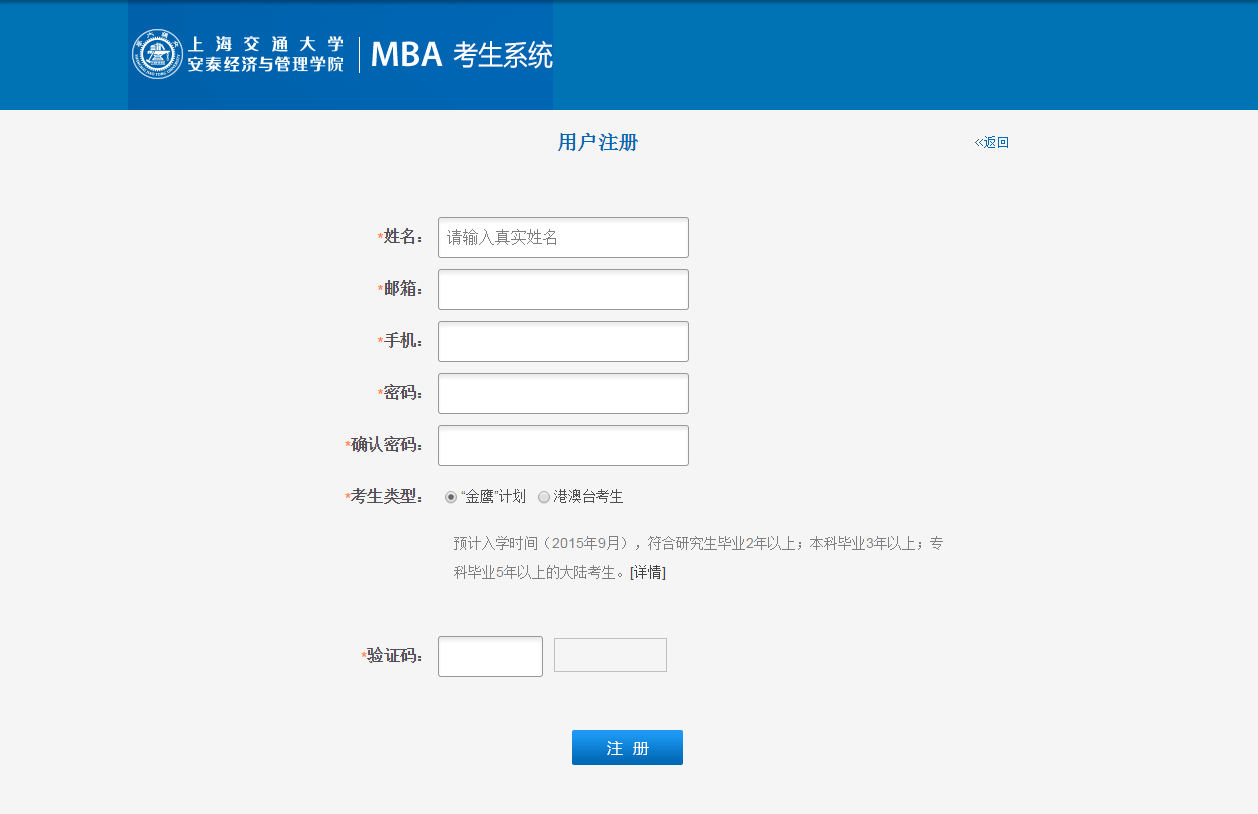 上海交通大学
安泰经济与管理学院
MBA 考生系统
用户注册
<<返回
*姓名：
请输入真实姓名
*邮箱：
*手机：
*密码：
*确认密码：
*考生类型：
“金鹰”计划 港澳台考生
预计入学时间（2015年9月），符合研究生毕业2年以上；本科毕业3年以上；专
科毕业5年以上的大陆考生。[详情]
*验证码：
注 册